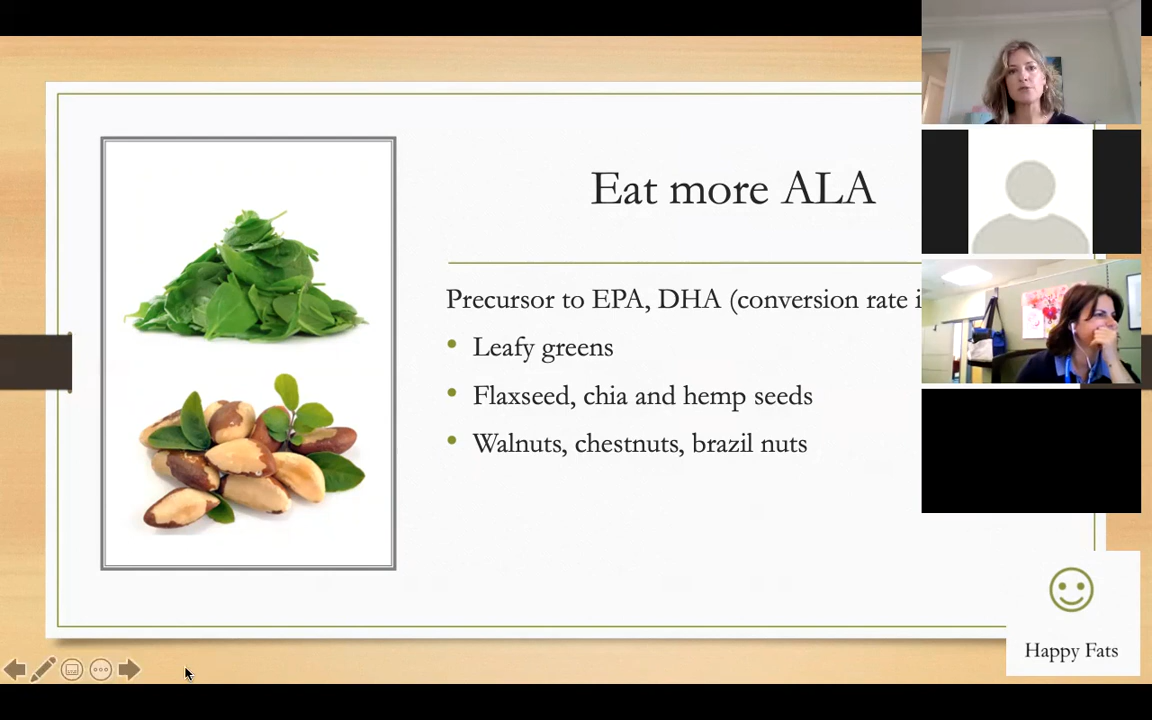 Eat more ALA
Precursor to EPA, DHA (conversion rate i
Leafy greens
Flaxseed, chia and hemp seeds
Walnuts, chestnuts, brazil nuts
Happy Fats